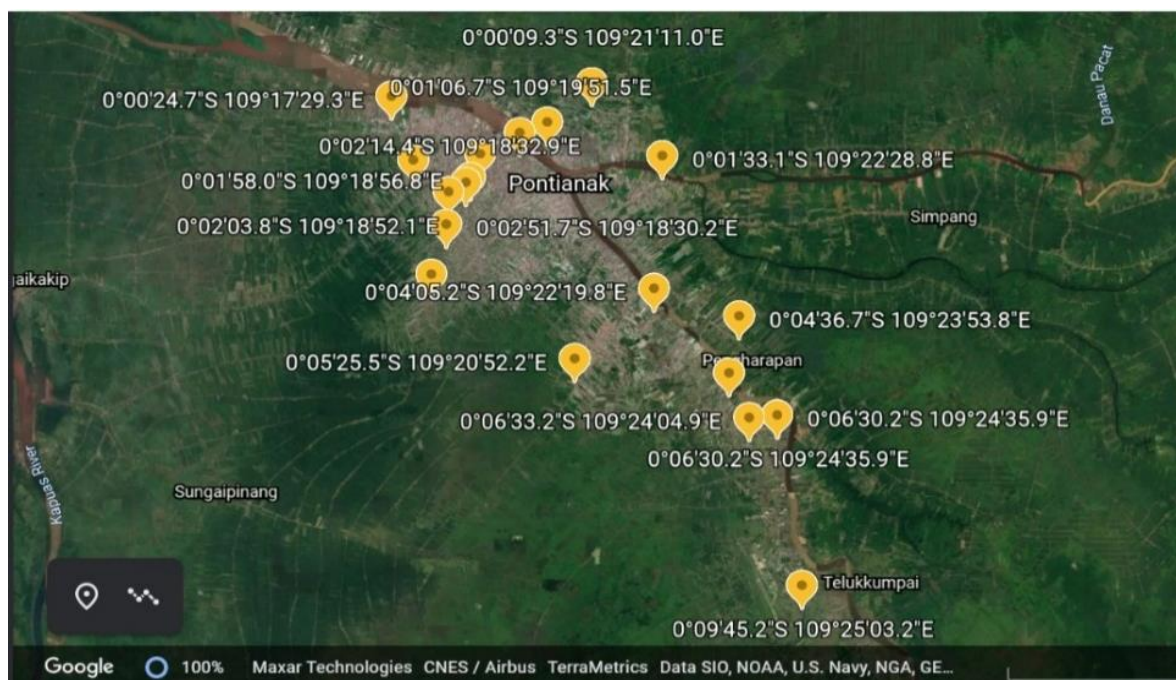 0°00'09.3"S 109°21'11.0"E
0°01'06.7"S 109°19'51.5"E
0°00'24.7"S 109°17'29.3"E
Danau Pacat
0°02'14.4"S 109°18'32.9"E
0°01'33.1"S 109°22'28.8"E
0°01'58.0"S 109°18'56.8"E
Pontianak
Simpang
0°02'03.8"S 109°18'52.1"E
0°02'51.7"S 109°18'30.2"E
aikakip
0°04'05.2"S 109°22'19.8"E
0°04'36.7"S 109°23'53.8"E
0°05'25.5"S 109°20'52.2"E
0°06'33.2"S 109°24'04.9"E
0°06'30.2"S 109°24'35.9"E
0°06'30.2"S 109°24'35.9"E
Kapuas River
Sungaipinang
Telukkumpai
0°09'45.2"S 109°25'03.2"E
Google 100% Maxar Technologies CNES / Airbus TerraMetrics Data SIO, NOAA, U.S. Navy, NGA, GE...